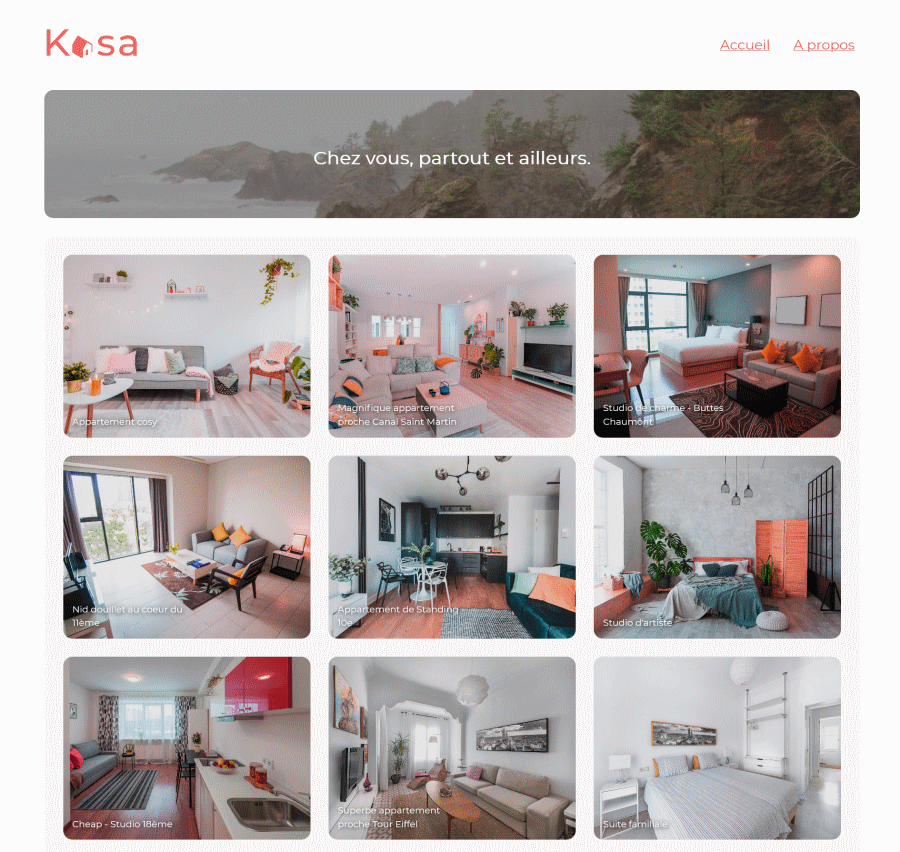 Kasa
Accueil
A propos
Chez vous, partout et ailleurs.
Appartement cosy
Magnifique appartement
proche Canal Saint Martin
Studio de charme - Buttes
Chaumont
Nid douillet au coeur du
11ème
Appartement de Standing
10e
Studio d'artiste
Cheap - Studio 18ème
Superbe appartement
proche Tour Eiffel
Suite familiale